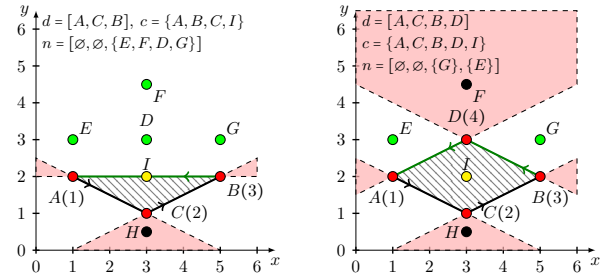 y
d = [A, C, B], c = {A, B, C, I}
n = [∅, ∅, {E, F, D, G}]
6
5
4
3
2
1
0
F
E
D
G
I
A(1)
B(3)
C(2)
H
0 1 2 3 4 5 6 x
y
d = [A, C, B, D]
c = {A, C, B, D, I}
n = [∅, ∅, {G}, {E}]
6
5
4
3
2
1
0
F
D(4)
E
G
I
A(1)
B(3)
C(2)
H
0 1 2 3 4 5 6 x